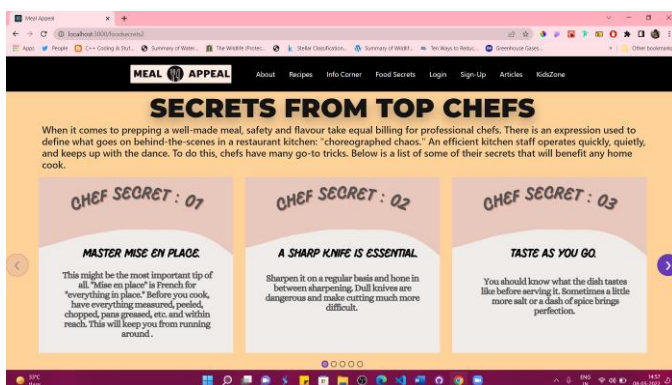 Meal Appeal
localhost:3000/foodsecrets2
Apps People C++ Coding & Stut... Summary of Water... The Wildlife (Protec... Stellar Classification... Summary of Wildlif... Ten Ways to Reduc... Greenhouse Gases... Other bookmarks
MEAL APPEAL About Recipes Info Corner Food Secrets Login Sign-Up Articles KidsZone
SECRETS FROM TOP CHEFS
When it comes to prepping a well-made meal, safety and flavour take equal billing for professional chefs. There is an expression used to
define what goes on behind-the-scenes in a restaurant kitchen: "choreographed chaos." An efficient kitchen staff operates quickly, quietly,
and keeps up with the dance. To do this, chefs have many go-to tricks. Below is a list of some of their secrets that will benefit any home
cook.
CHEF SECRET : 01
MASTER MISE EN PLACE.
This might be the most important tip of
all. "Mise en place" is French for
"everything in place." Before you cook,
have everything measured, peeled,
chopped, pans greased, etc. and within
reach. This will keep you from running
around .
CHEF SECRET : 02
A SHARP KNIFE IS ESSENTIAL.
Sharpen it on a regular basis and hone in
between sharpening. Dull knives are
dangerous and make cutting much more
difficult.
CHEF SECRET : 03
TASTE AS YOU GO.
You should know what the dish tastes
like before serving it. Sometimes a little
more salt or a dash of spice brings
perfection.
33°C
ENG
IN
14:57